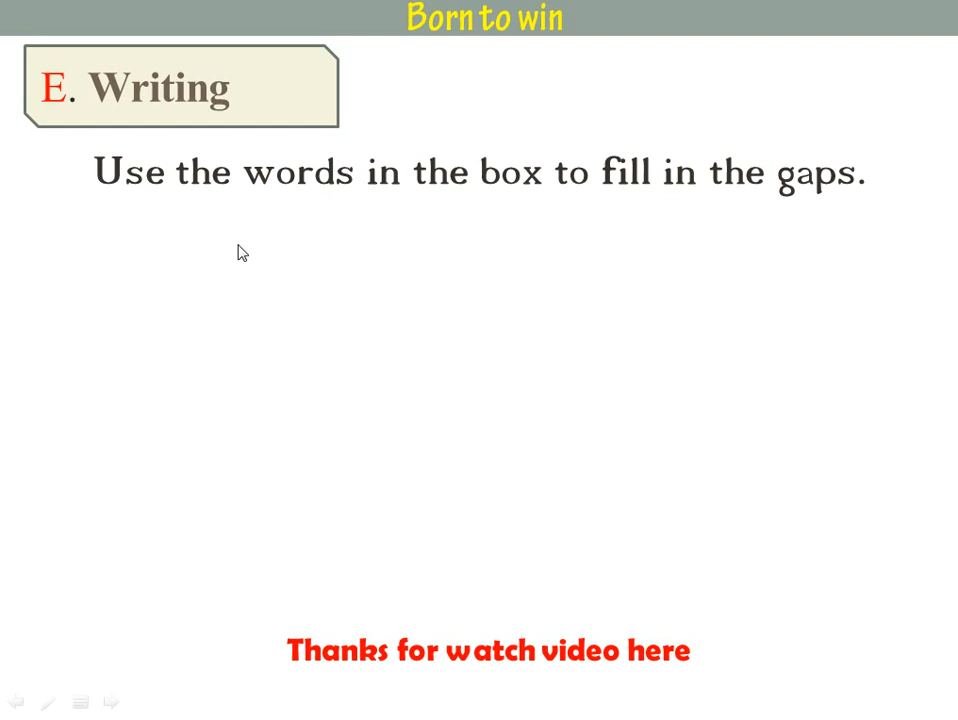 Born to win
E. Writing
Use the words in the box to fill in the gaps.
Thanks for watch video here